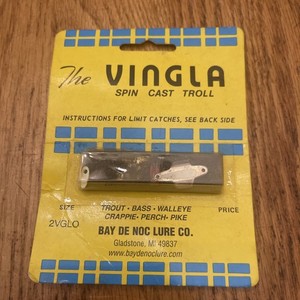 The VINGLA
SPIN CAST TROLL
INSTRUCTIONS FOR LIMIT CATCHES, SEE BACK SIDE
SIZE TROUT - BASS - WALLEYE PRICE
2VGLO CRAPPIE - PERCH - PIKE
BAY DE NOC LURE CO.
Gladstone, MI 49837
www.baydenoclure.com